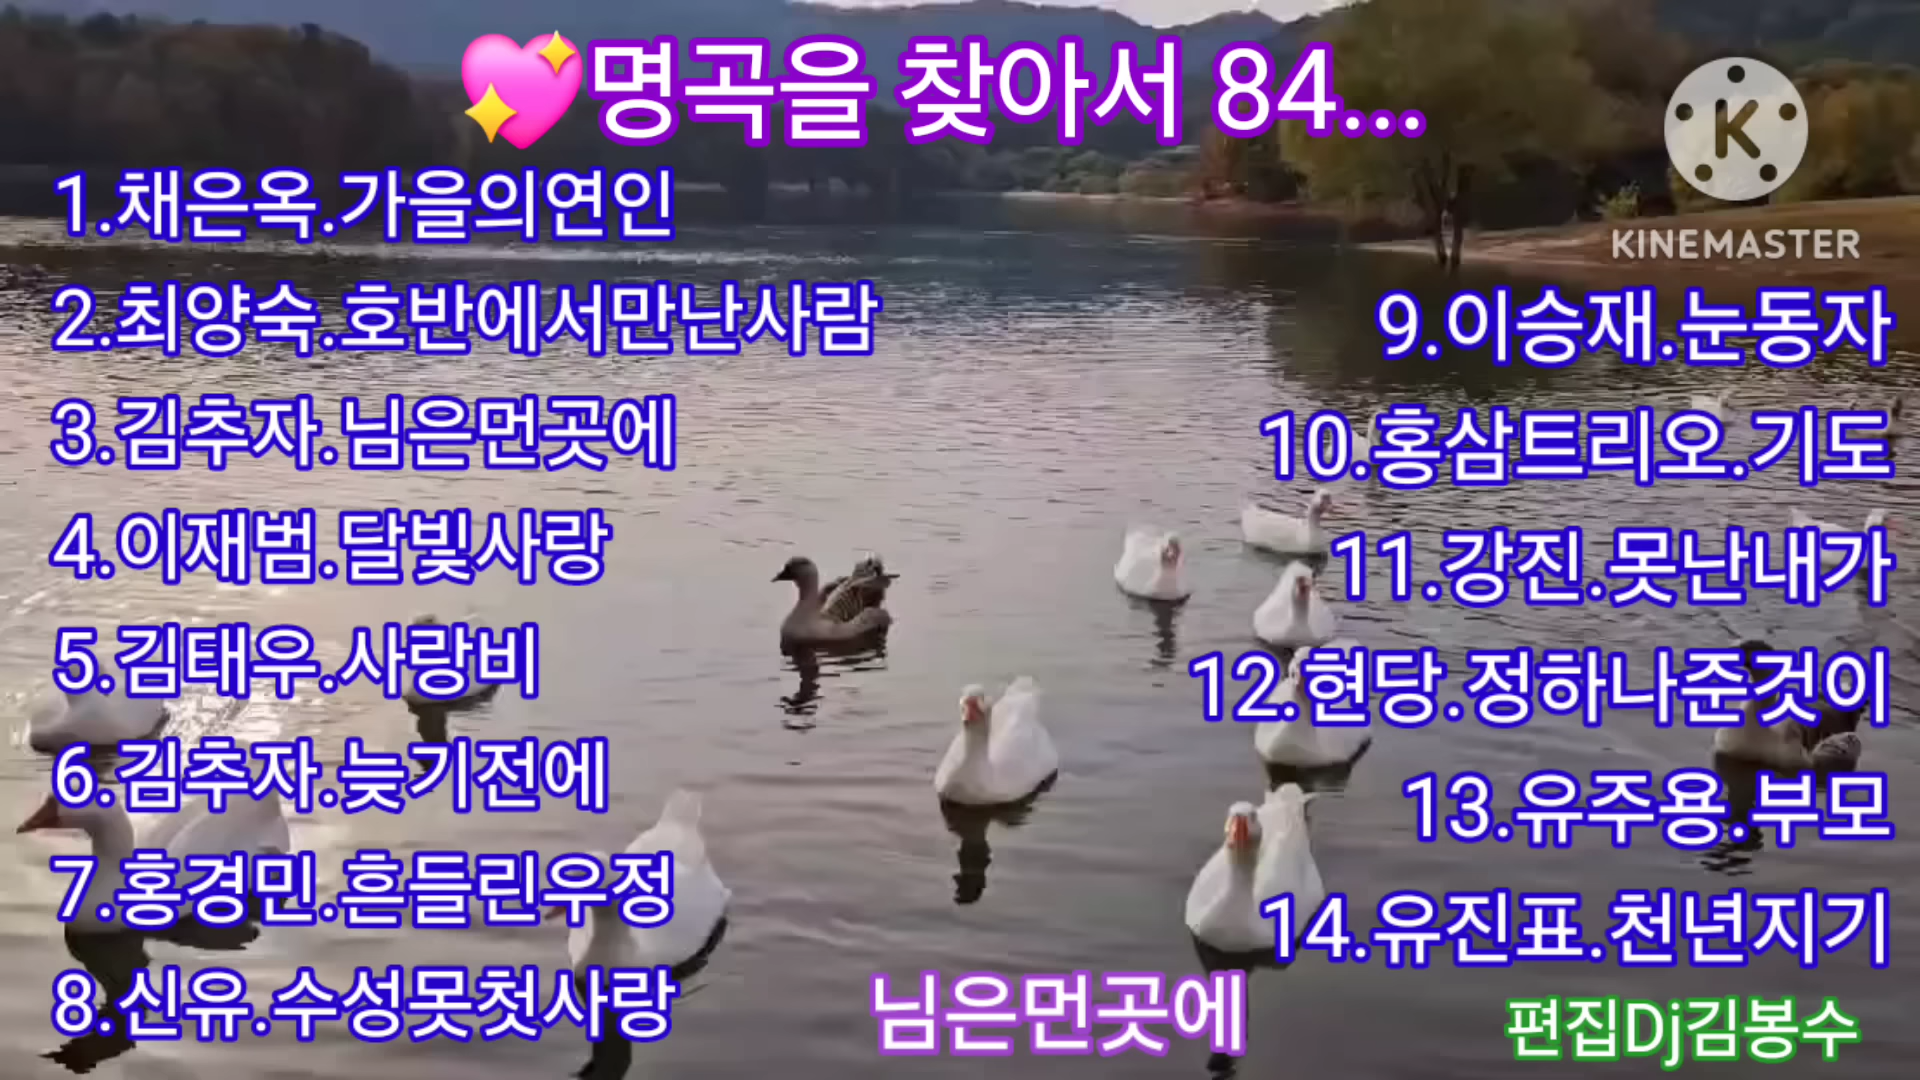 💖명곡을 찾아서 84...
KINEMASTER
1.채은옥.가을의연인
2.최양숙.호반에서만난사람
3.김추자.님은먼곳에
4.이재범.달빛사랑
5.김태우.사랑비
6.김추자.늦기전에
7.홍경민.흔들린우정
8.신유.수성못첫사랑
9.이승재.눈동자
10.홍삼트리오.기도
11.강진.못난내가
12.현당.정하나준것이
13.유주용.부모
14.유진표.천년지기
님은먼곳에
편집Dj김봉수